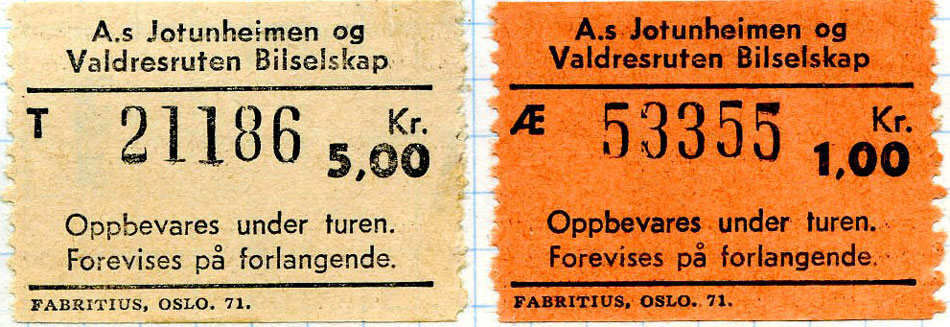 A.s Jotunheimen og
Valdresruten Bilselskap
T 21186 Kr.
5,00
Oppbevares under turen.
Forevises på forlangende.
FABRITIUS, OSLO. 71.
A.s Jotunheimen og
Valdresruten Bilselskap
Æ 53355 Kr.
1,00
Oppbevares under turen.
Forevises på forlangende.
FABRITIUS, OSLO. 71.